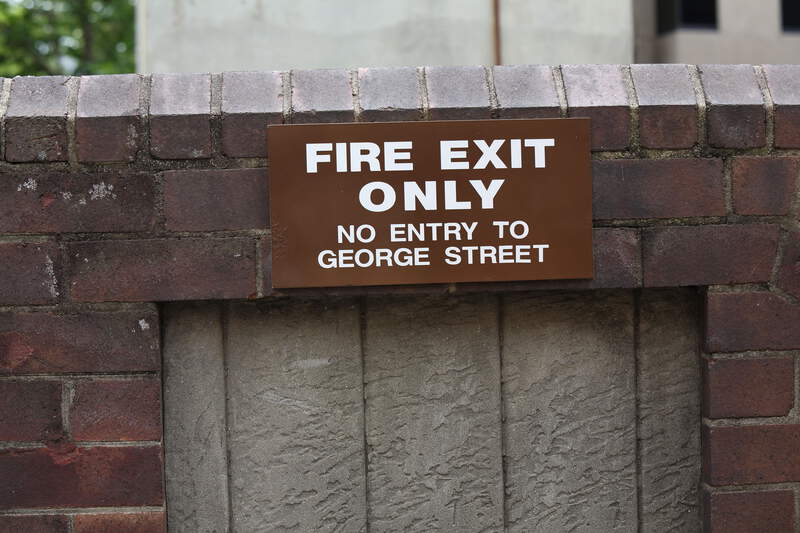 FIRE EXIT
ONLY
NO ENTRY TO
GEORGE STREET